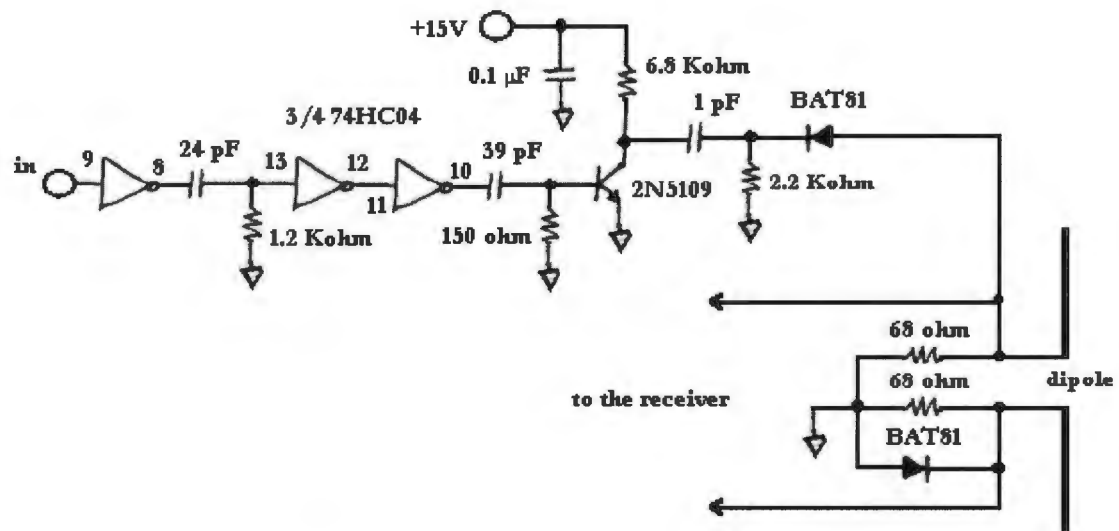 +15V
6.8 Kohm
0.1 µF
1 pF
BAT81
3/4 74HC04
in
9
8
24 pF
13
12
11
10
39 pF
2N5109
2.2 Kohm
1.2 Kohm
150 ohm
68 ohm
68 ohm
dipole
to the receiver
BAT81